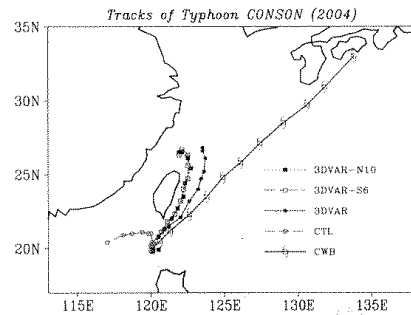 Tracks of Typhoon CONSON (2004)
35N
30N
25N
20N
3DVAR-N10
3DVAR-S6
3DVAR
CTL
CWB
115E
120E
125E
130E
135E